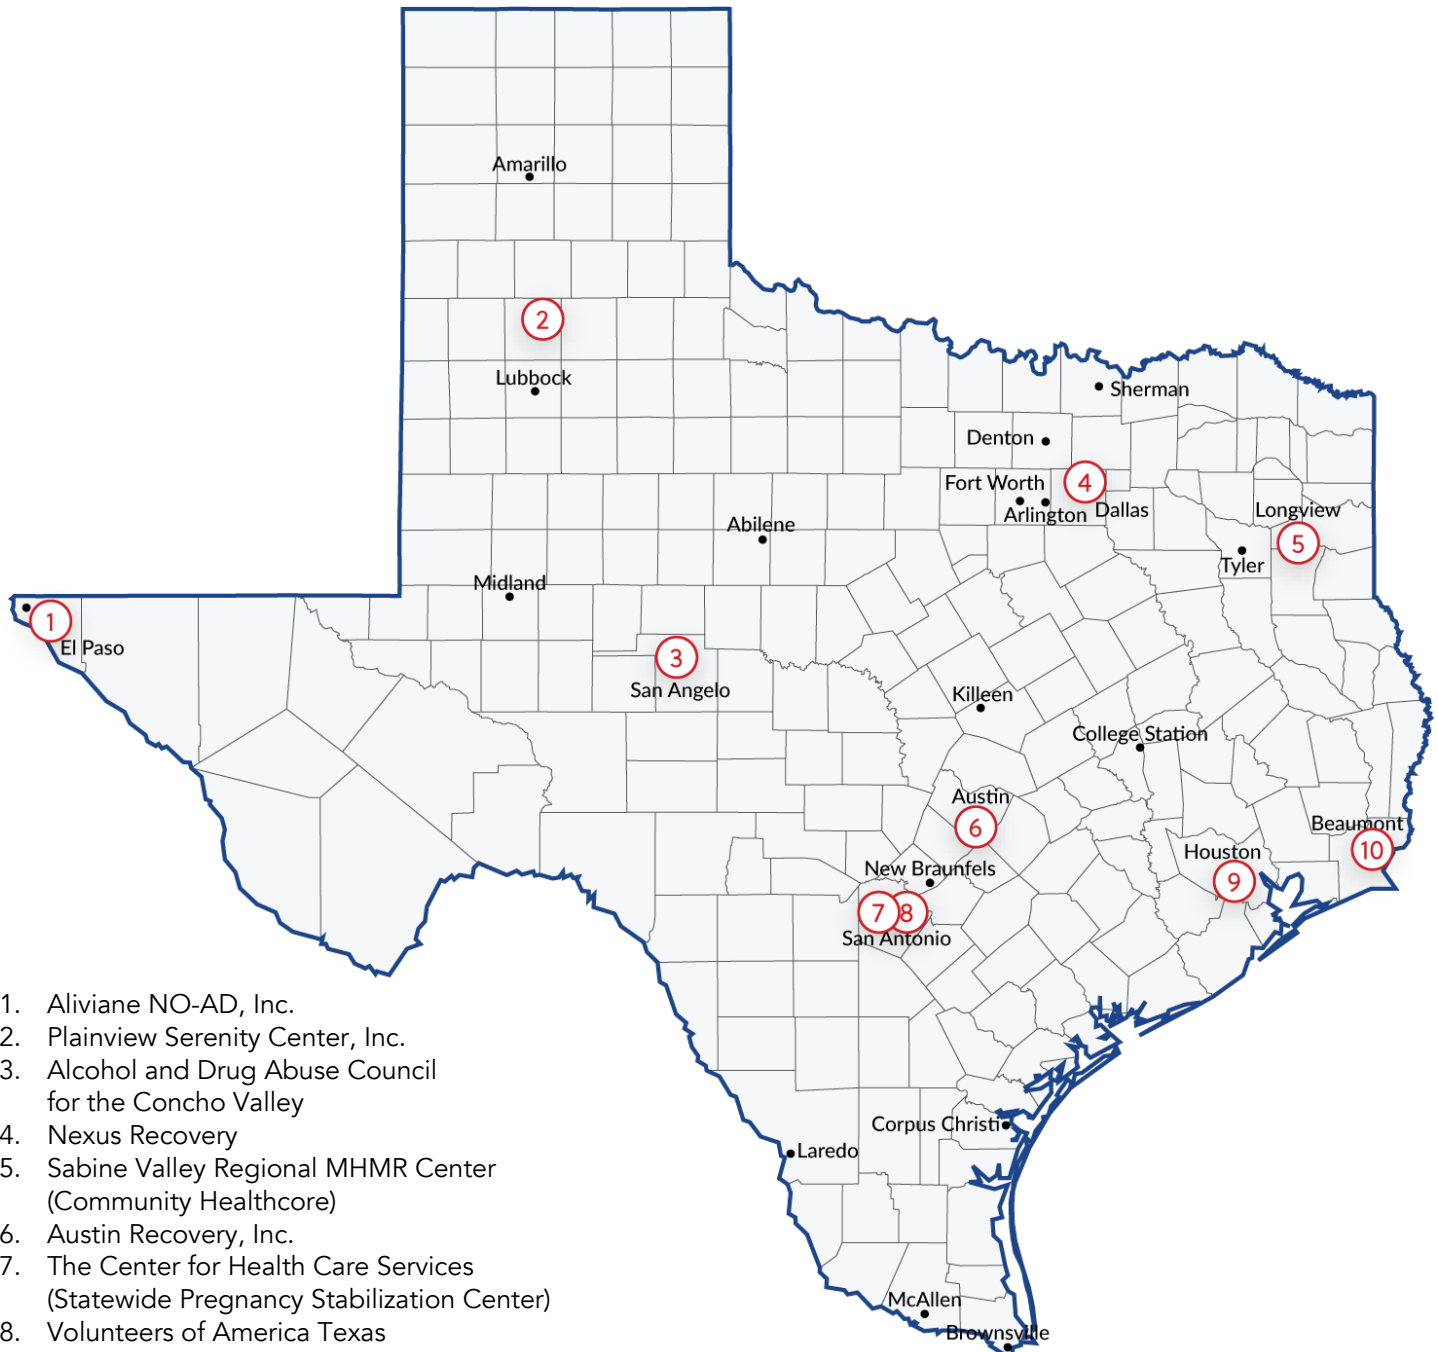 Amarillo
2
Lubbock
Sherman
Denton
Fort Worth
4
Arlington
Dallas
Longview
5
Tyler
Abilene
Midland
1
El Paso
3
San Angelo
Killeen
College Station
Austin
6
Beaumont
10
Houston
9
New Braunfels
7
8
San Antonio
Corpus Christi
Laredo
McAllen
Brownsville
1. Aliviane NO-AD, Inc.
2. Plainview Serenity Center, Inc.
3. Alcohol and Drug Abuse Council
for the Concho Valley
4. Nexus Recovery
5. Sabine Valley Regional MHMR Center
(Community Healthcore)
6. Austin Recovery, Inc.
7. The Center for Health Care Services
(Statewide Pregnancy Stabilization Center)
8. Volunteers of America Texas